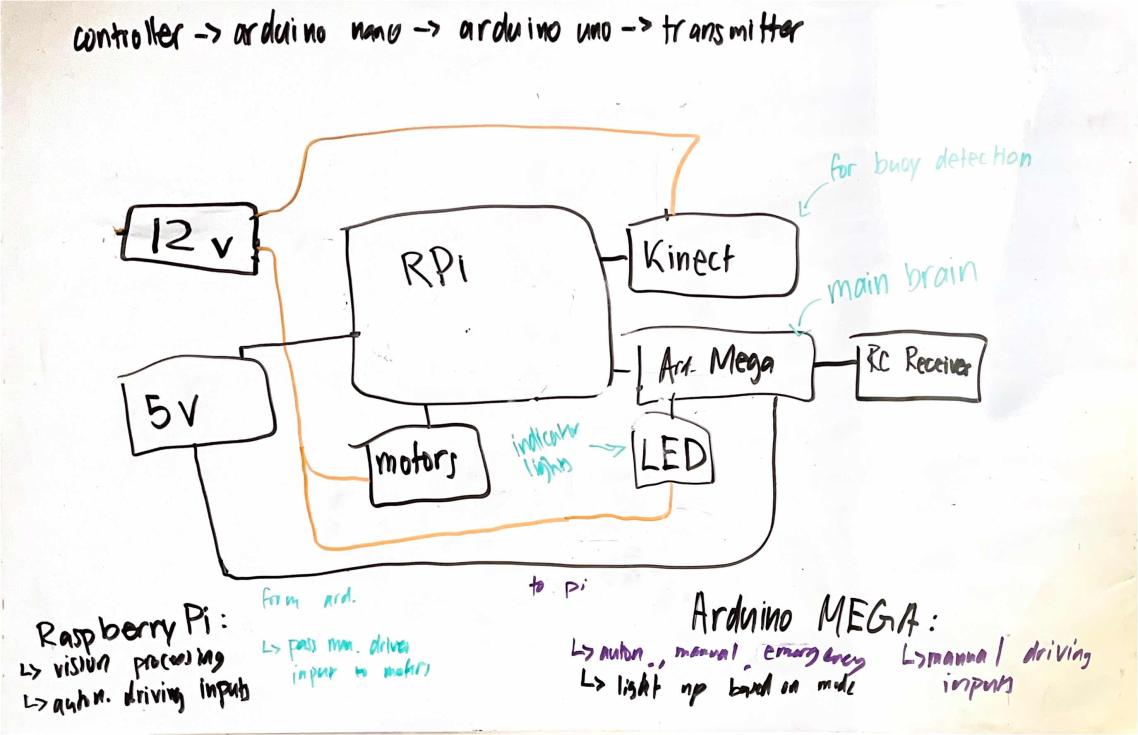 controller → arduino nano → arduino uno → transmitter
for buoy detection
12 v
RPi
Kinect
main brain
5V
Ard. Mega
RC Receiver
motors
indicator
lights
LED
from ard.
to pi
Raspberry Pi:
↳ vision processing
↳ auton. driving inputs
↳ pass man. driver
input to motors
Arduino MEGA:
↳ auton., manual, emergency
↳ light up based on mode
↳ manual driving
inputs